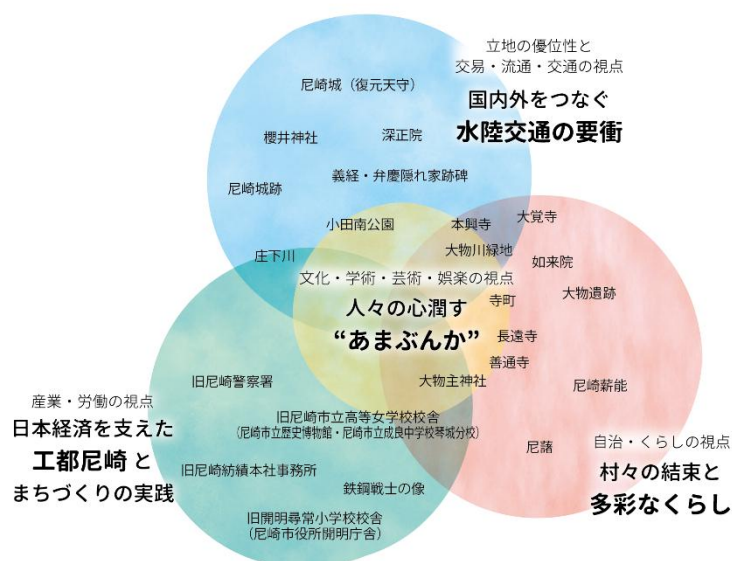 立地の優位性と
交易・流通・交通の視点
国内外をつなぐ
水陸交通の要衝
尼崎城（復元天守）
櫻井神社
深正院
義経・弁慶隠れ家跡碑
尼崎城跡
小田南公園
本興寺
大覚寺
庄下川
大物川緑地
如来院
文化・学術・芸術・娯楽の視点
人々の心潤す
“あまぶんか”
寺町
大物遺跡
長遠寺
善通寺
大物主神社
尼崎薪能
尼藷
自治・くらしの視点
村々の結束と
多彩なくらし
産業・労働の視点
日本経済を支えた
工都尼崎と
まちづくりの実践
旧尼崎警察署
旧尼崎市立高等女学校校舎
（尼崎市立歴史博物館・尼崎市立成良中学校琴城分校）
旧尼崎紡績本社事務所
鉄鋼戦士の像
旧開明尋常小学校校舎
（尼崎市役所開明庁舎）